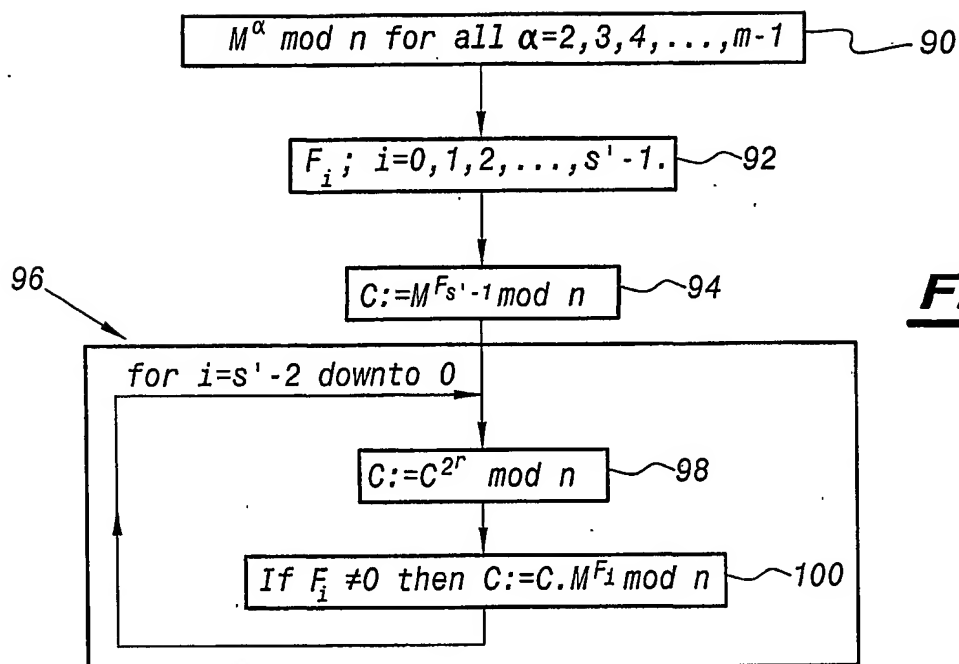 M^α mod n for all α=2,3,4,...,m-1
90
F_i; i=0,1,2,...,s'-1.
92
96
C:=M^F_s'-1 mod n
94
for i=s'-2 downto 0
C:=C^2^r mod n
98
If F_i ≠0 then C:=C.M^F_i mod n
100